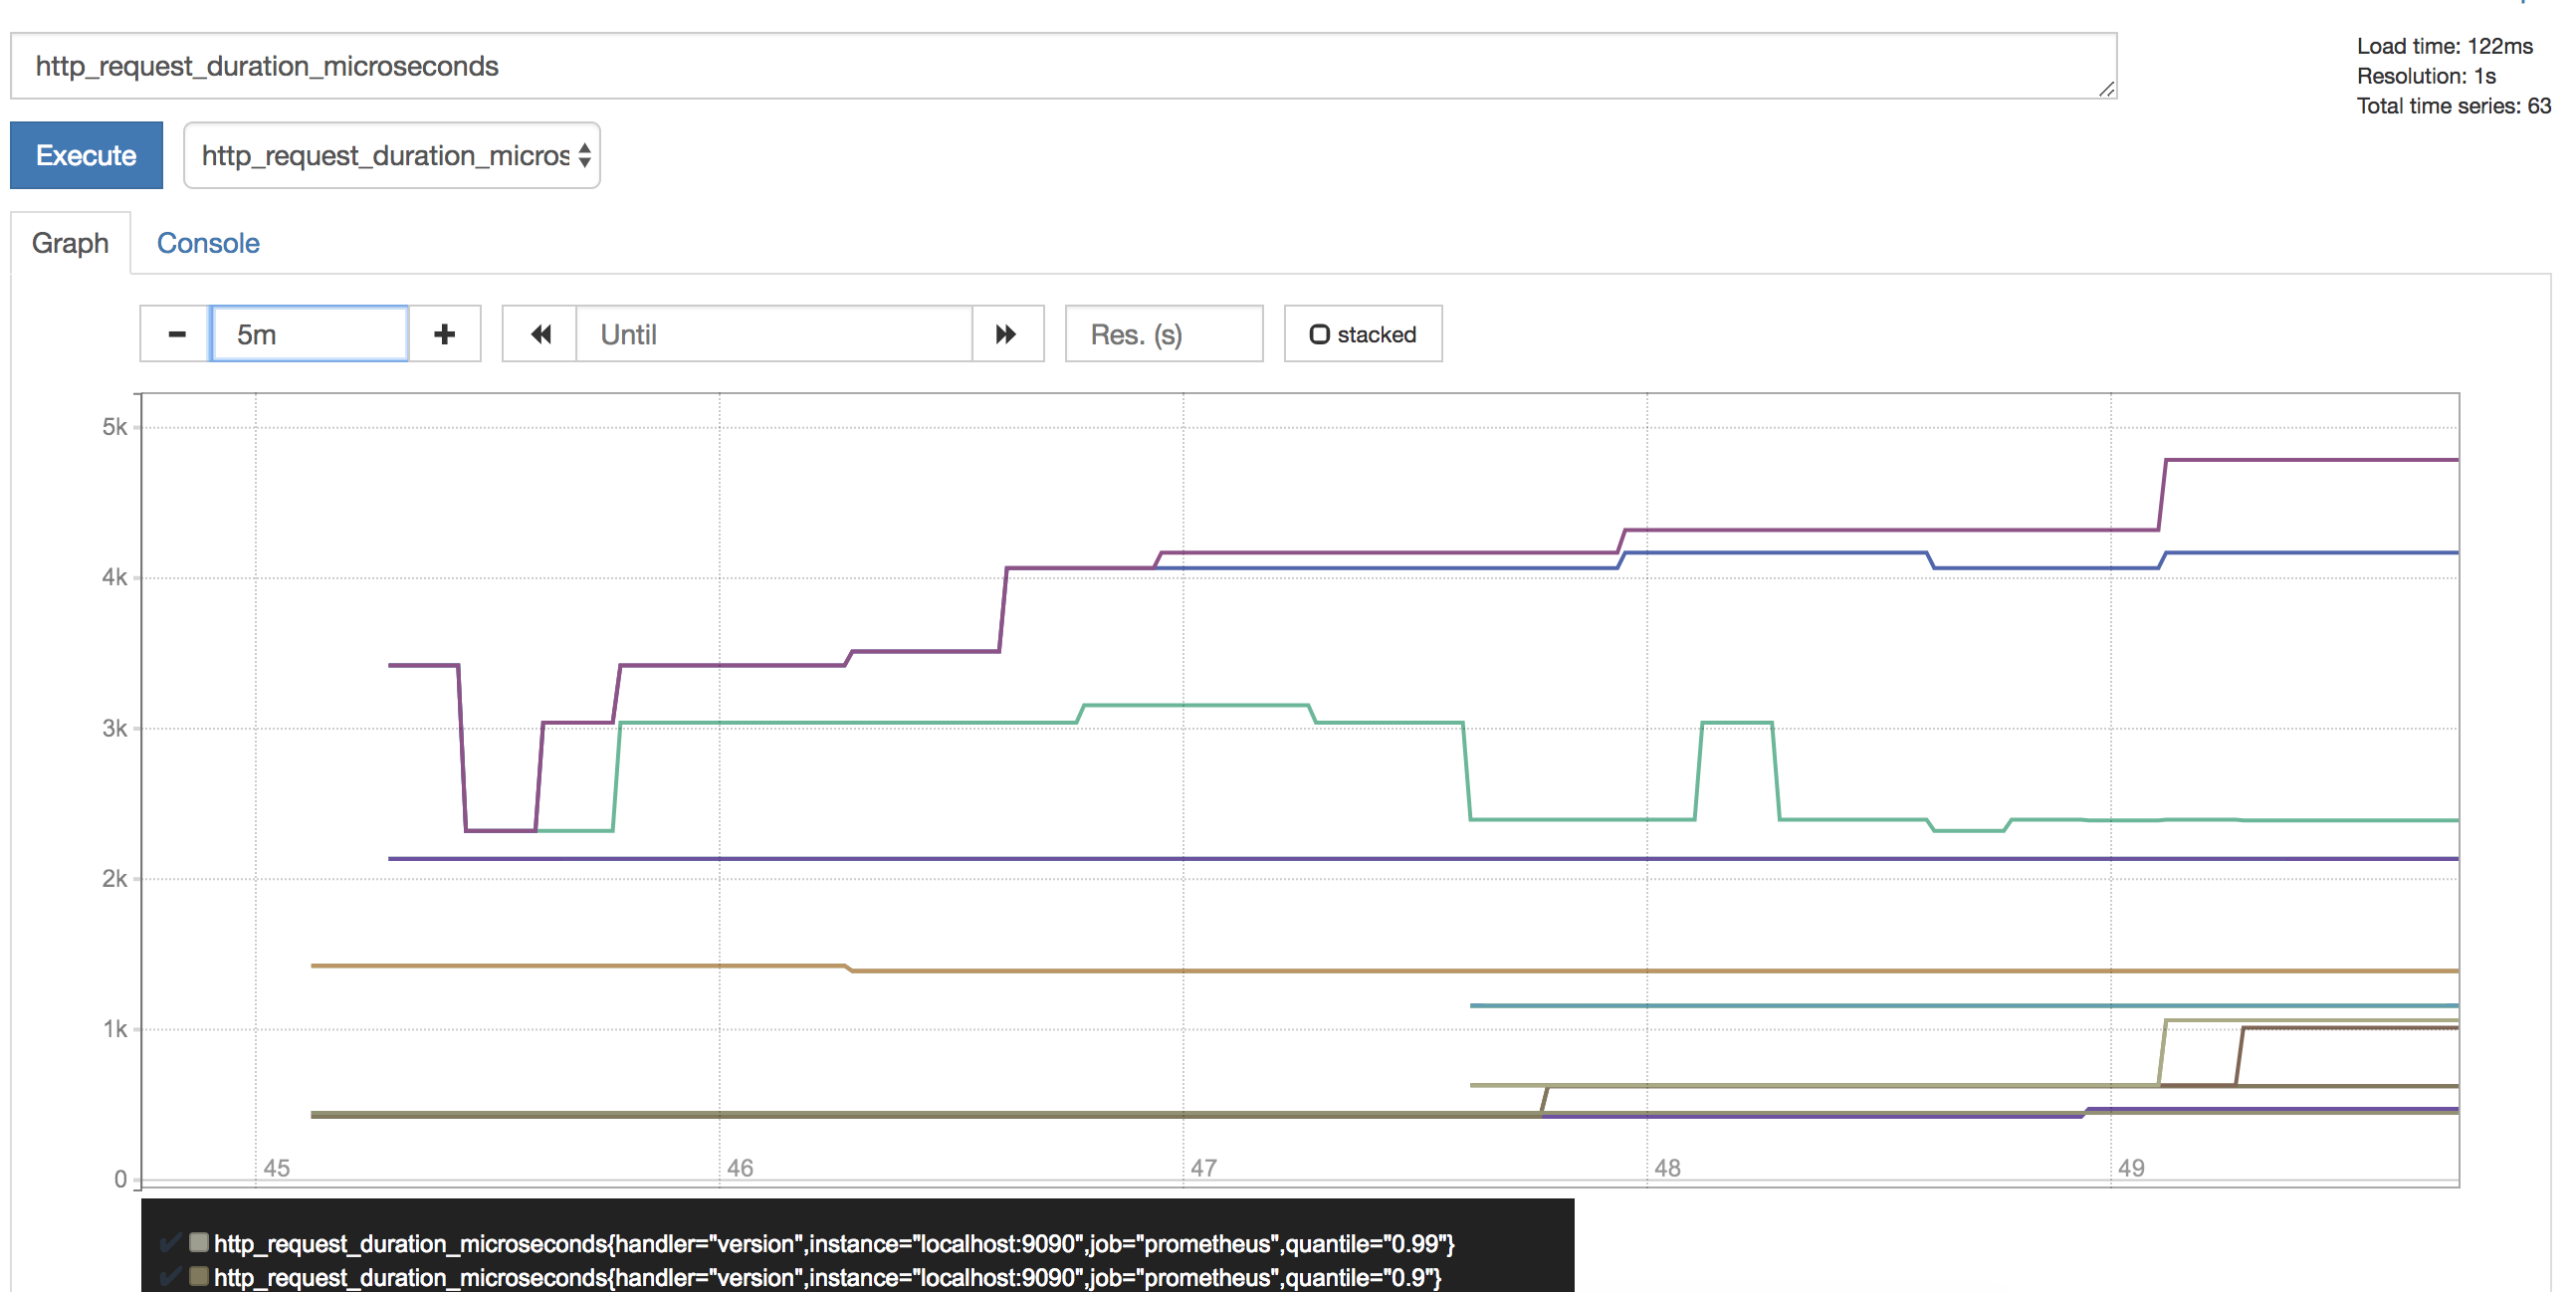 http_request_duration_microseconds
Load time: 122ms
Resolution: 1s
Total time series: 63
Execute
http_request_duration_micros
Graph
Console
5m
Until
Res. (s)
stacked
5k
4k
3k
2k
1k
0
45
46
47
48
49
http_request_duration_microseconds{handler="version",instance="localhost:9090",job="prometheus",quantile="0.99"}
http_request_duration_microseconds{handler="version",instance="localhost:9090",job="prometheus",quantile="0.9"}